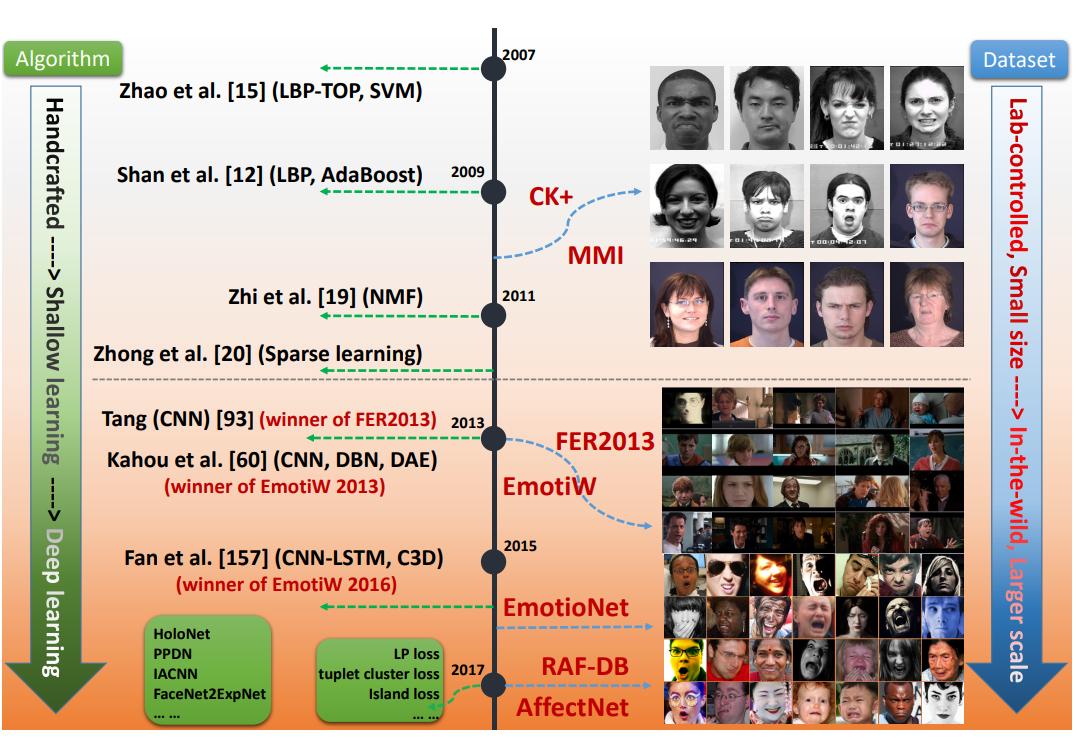 Algorithm
Dataset
2007
Zhao et al. [15] (LBP-TOP, SVM)
Shan et al. [12] (LBP, AdaBoost)
2009
CK+
MMI
Zhi et al. [19] (NMF)
2011
Zhong et al. [20] (Sparse learning)
Tang (CNN) [93] (winner of FER2013)
2013
FER2013
Kahou et al. [60] (CNN, DBN, DAE)
(winner of EmotiW 2013)
EmotiW
2015
Fan et al. [157] (CNN-LSTM, C3D)
(winner of EmotiW 2016)
EmotioNet
HoloNet
PPDN
IACNN
FaceNet2ExpNet
... ...
LP loss
tuplet cluster loss
Island loss
... ...
2017
RAF-DB
AffectNet
Handcrafted ----> Shallow learning ----> Deep learning
Lab-controlled, Small size ----> In-the-wild, Larger scale